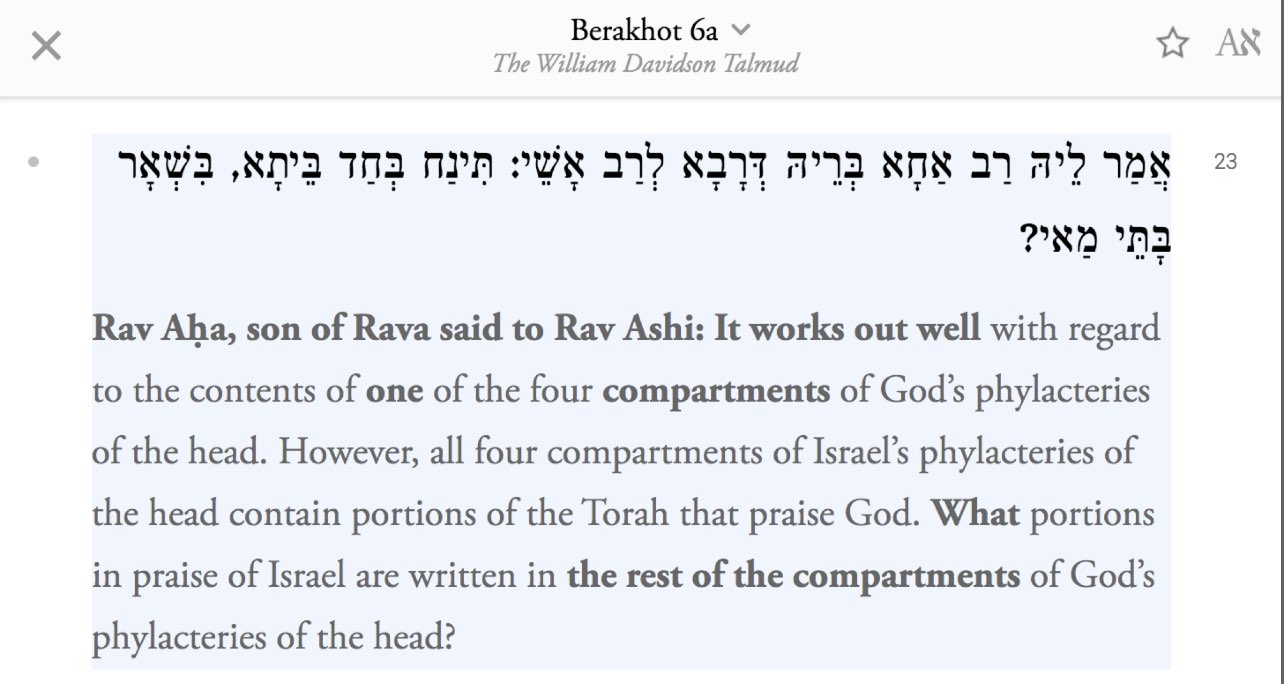 Berakhot 6a
The William Davidson Talmud
Aא
אֲמַר לֵיהּ רַב אַחָא בְּרֵיהּ דְּרָבָא לְרַב אָשֵׁי: תִּינַח בְּחַד בֵּיתָא, בִּשְׁאָר
23
בָּתֵּי מַאי?
Rav Aḥa, son of Rava said to Rav Ashi: It works out well with regard
to the contents of one of the four compartments of God’s phylacteries
of the head. However, all four compartments of Israel’s phylacteries of
the head contain portions of the Torah that praise God. What portions
in praise of Israel are written in the rest of the compartments of God’s
phylacteries of the head?